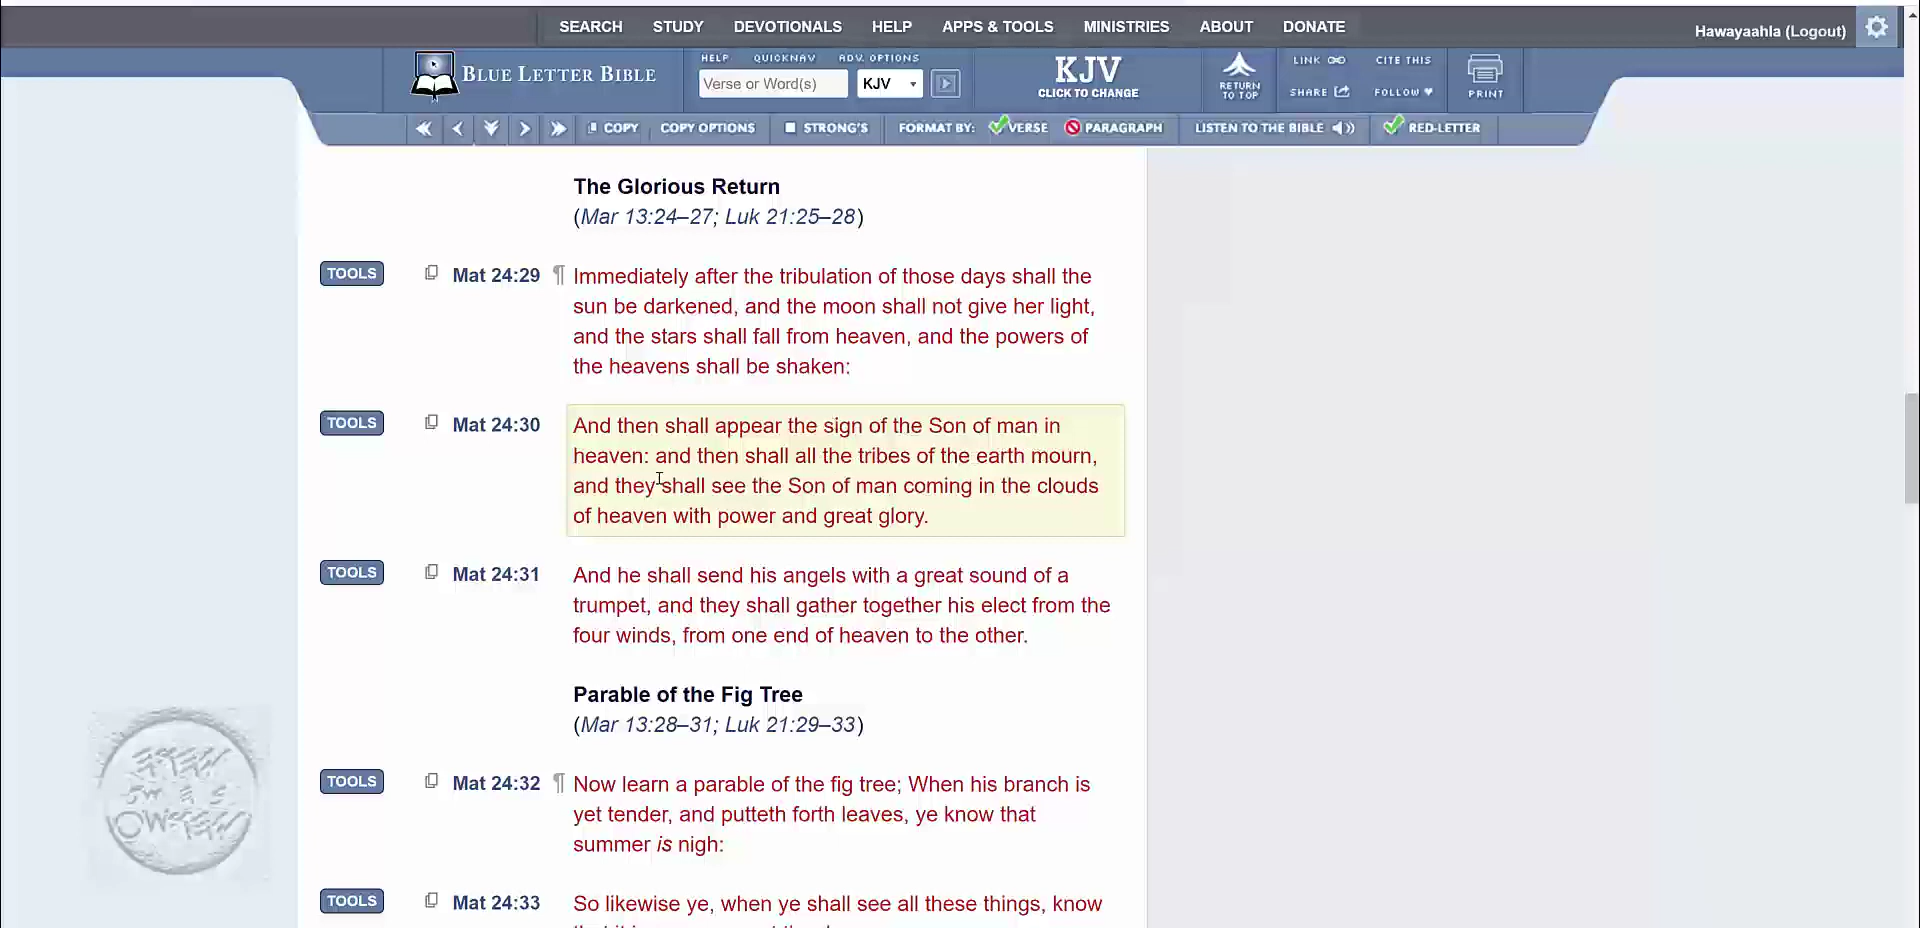 SEARCH STUDY DEVOTIONALS HELP APPS & TOOLS MINISTRIES ABOUT DONATE
Hawayaahla (Logout)
BLUE LETTER BIBLE
HELP QUICKNAV ADV. OPTIONS
Verse or Word(s) KJV
KJV
CLICK TO CHANGE
RETURN
TO TOP
LINK CITE THIS
SHARE FOLLOW
PRINT
COPY COPY OPTIONS STRONG'S FORMAT BY: VERSE PARAGRAPH LISTEN TO THE BIBLE RED-LETTER
The Glorious Return
(Mar 13:24–27; Luk 21:25–28)
TOOLS Mat 24:29 ¶ Immediately after the tribulation of those days shall the
sun be darkened, and the moon shall not give her light,
and the stars shall fall from heaven, and the powers of
the heavens shall be shaken:
TOOLS Mat 24:30 And then shall appear the sign of the Son of man in
heaven: and then shall all the tribes of the earth mourn,
and they shall see the Son of man coming in the clouds
of heaven with power and great glory.
TOOLS Mat 24:31 And he shall send his angels with a great sound of a
trumpet, and they shall gather together his elect from the
four winds, from one end of heaven to the other.
Parable of the Fig Tree
(Mar 13:28–31; Luk 21:29–33)
TOOLS Mat 24:32 ¶ Now learn a parable of the fig tree; When his branch is
yet tender, and putteth forth leaves, ye know that
summer is nigh:
TOOLS Mat 24:33 So likewise ye, when ye shall see all these things, know